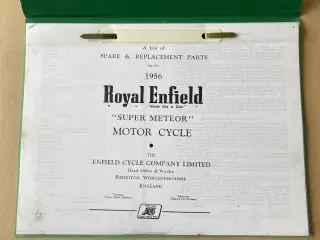 A List of
SPARE & REPLACEMENT PARTS
for the
1956
Royal Enfield
"Made like a Gun"
"SUPER METEOR"
MOTOR CYCLE
THE
ENFIELD CYCLE COMPANY LIMITED
Head Office & Works
REDDITCH, WORCESTERSHIRE
ENGLAND